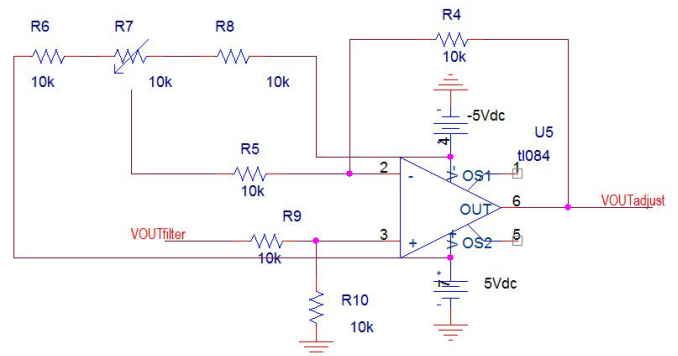 R6 R7 R8 R4
10k 10k 10k 10k
-5Vdc
U5
tl084
R5
10k
2 4 1
- V- OS1
OUT 6 VOUTadjust
R9
VOUTfilter 3 + V+ OS2 5
10k
7 5Vdc
R10
10k